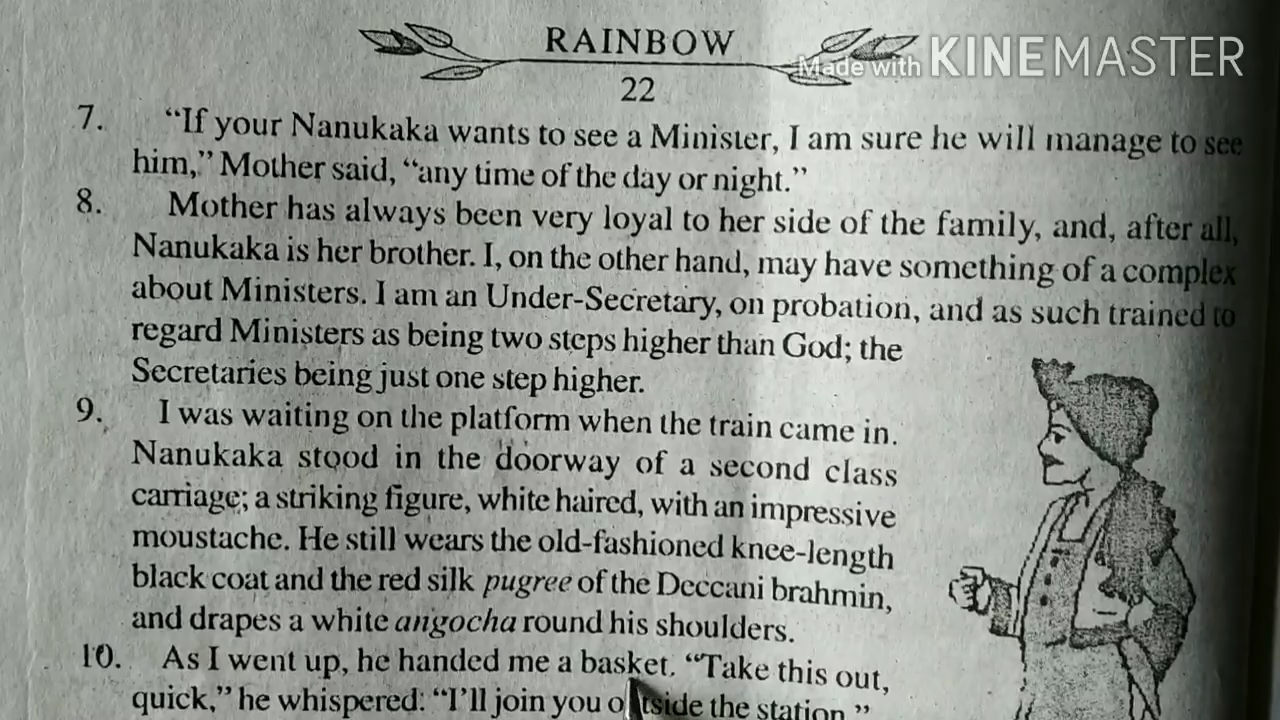 RAINBOW
Made with KINEMASTER
22
7. “If your Nanukaka wants to see a Minister, I am sure he will manage to see
him,” Mother said, “any time of the day or night.”
8. Mother has always been very loyal to her side of the family, and, after all,
Nanukaka is her brother. I, on the other hand, may have something of a complex
about Ministers. I am an Under-Secretary, on probation, and as such trained to
regard Ministers as being two steps higher than God; the
Secretaries being just one step higher.
9. I was waiting on the platform when the train came in.
Nanukaka stood in the doorway of a second class
carriage; a striking figure, white haired, with an impressive
moustache. He still wears the old-fashioned knee-length
black coat and the red silk pugree of the Deccani brahmin,
and drapes a white angocha round his shoulders.
10. As I went up, he handed me a basket. “Take this out,
quick,” he whispered: “I’ll join you outside the station.”